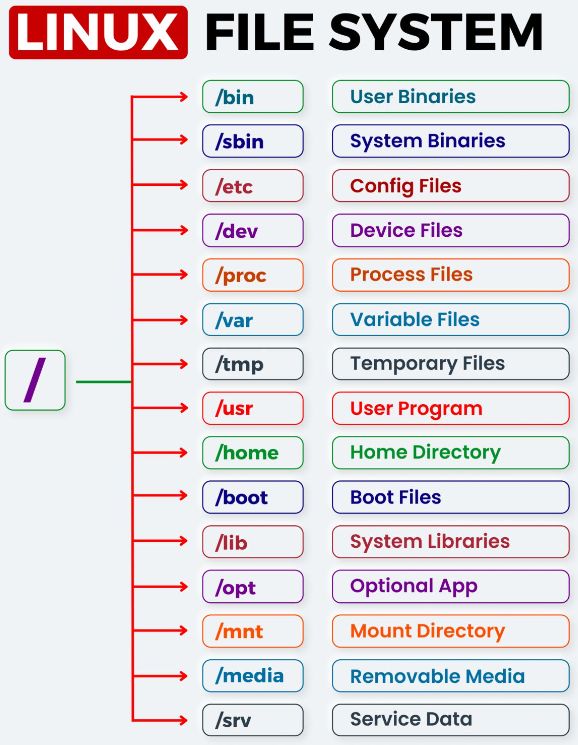 LINUX FILE SYSTEM
/bin User Binaries
/sbin System Binaries
/etc Config Files
/dev Device Files
/proc Process Files
/var Variable Files
/tmp Temporary Files
/usr User Program
/
/home Home Directory
/boot Boot Files
/lib System Libraries
/opt Optional App
/mnt Mount Directory
/media Removable Media
/srv Service Data